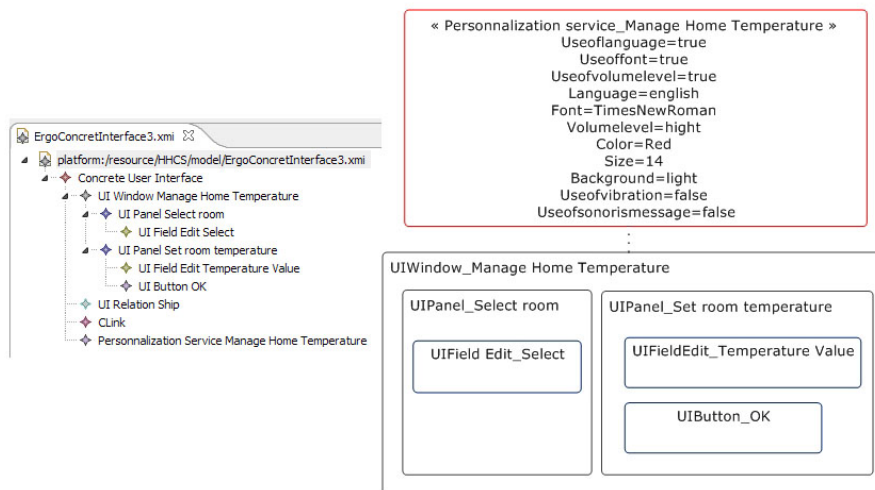 ErgoConcretInterface3.xmi
platform:/resource/HHCS/model/ErgoConcretInterface3.xmi
Concrete User Interface
UI Window Manage Home Temperature
UI Panel Select room
UI Field Edit Select
UI Panel Set room temperature
UI Field Edit Temperature Value
UI Button OK
UI Relation Ship
CLink
Personnalization Service Manage Home Temperature
« Personnalization service_Manage Home Temperature »
Useoflanguage=true
Useoffont=true
Useofvolumelevel=true
Language=english
Font=TimesNewRoman
Volumelevel=hight
Color=Red
Size=14
Background=light
Useofvibration=false
Useofsonorismessage=false
UIWindow_Manage Home Temperature
UIPanel_Select room
UIField Edit_Select
UIPanel_Set room temperature
UIFieldEdit_Temperature Value
UIButton_OK